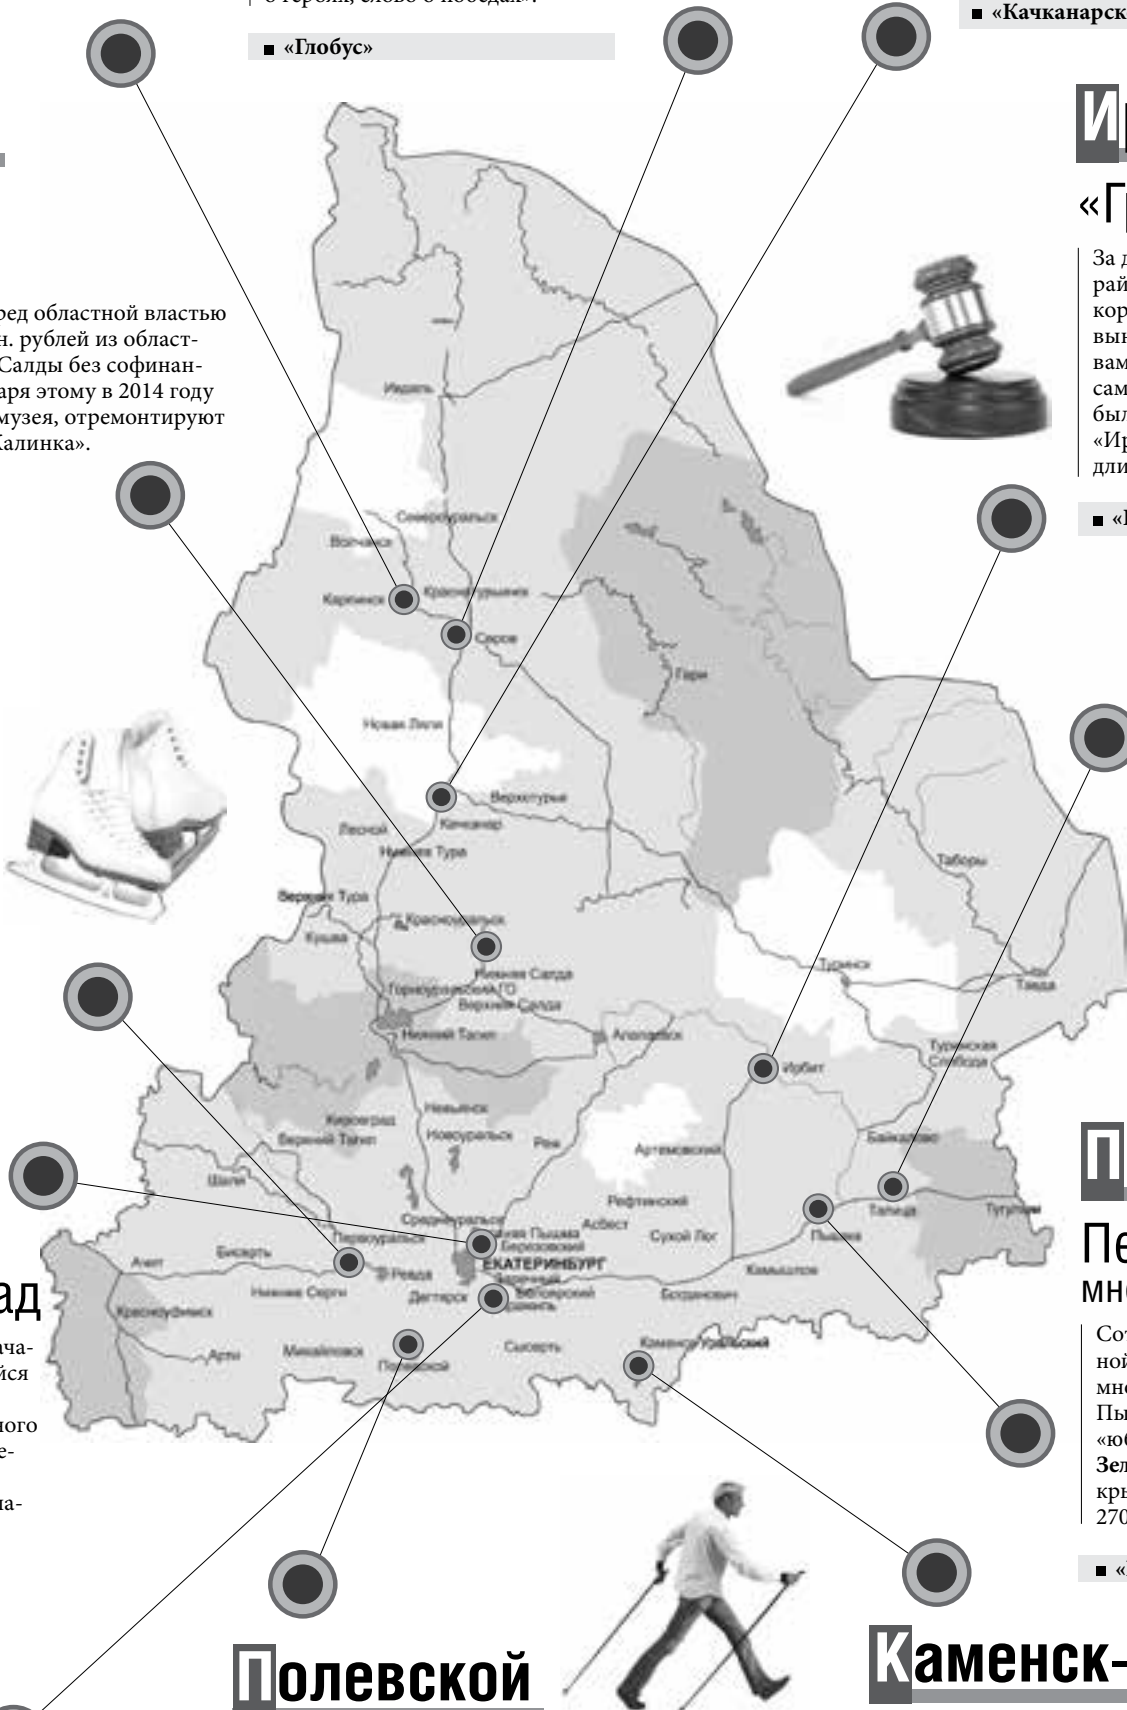 о героях, слово о победах».
«Глобус»
«Качканарск
И
«Г
За д
рай
кор
вын
вам
сам
был
«Ир
дли
ред областной властью
н. рублей из област-
Салды без софинан-
аря этому в 2014 году
музея, отремонтируют
Калинка».
Ивдель
Североуральск
Волчанск
Карпинск
Краснотурьинск
Серов
Гари
Новая Ляля
Верхотурье
Качканар
Лесной
Нижняя Тура
Верхняя Тура
Красноуральск
Кушва
Таборы
Туринск
Тавда
Нижняя Салда
Горноуральский ГО
Верхняя Салда
Нижний Тагил
Алапаевск
Туринская
Слобода
Ирбит
Кировград
Верхний Тагил
Невьянск
Новоуральск
Реж
Артемовский
Байкалово
Шаля
Рефтинский
Асбест
Сухой Лог
Талица
Тугулым
Пышма
Среднеуральск
Первоуральск
Березовский
ЕКАТЕРИНБУРГ
Заречный
Белоярский
Ачит
Бисерть
Ревда
Нижние Серги
Дегтярск
Камышлов
Богданович
Красноуфимск
Арти
Михайловск
Полевской
Сысерть
Каменск-Уральский
ад
ача-
йся
ного
е-
па-
П
Пе
мно
Сот
ной
мно
Пы
«юб
Зел
кры
270
Полевской
Каменск-